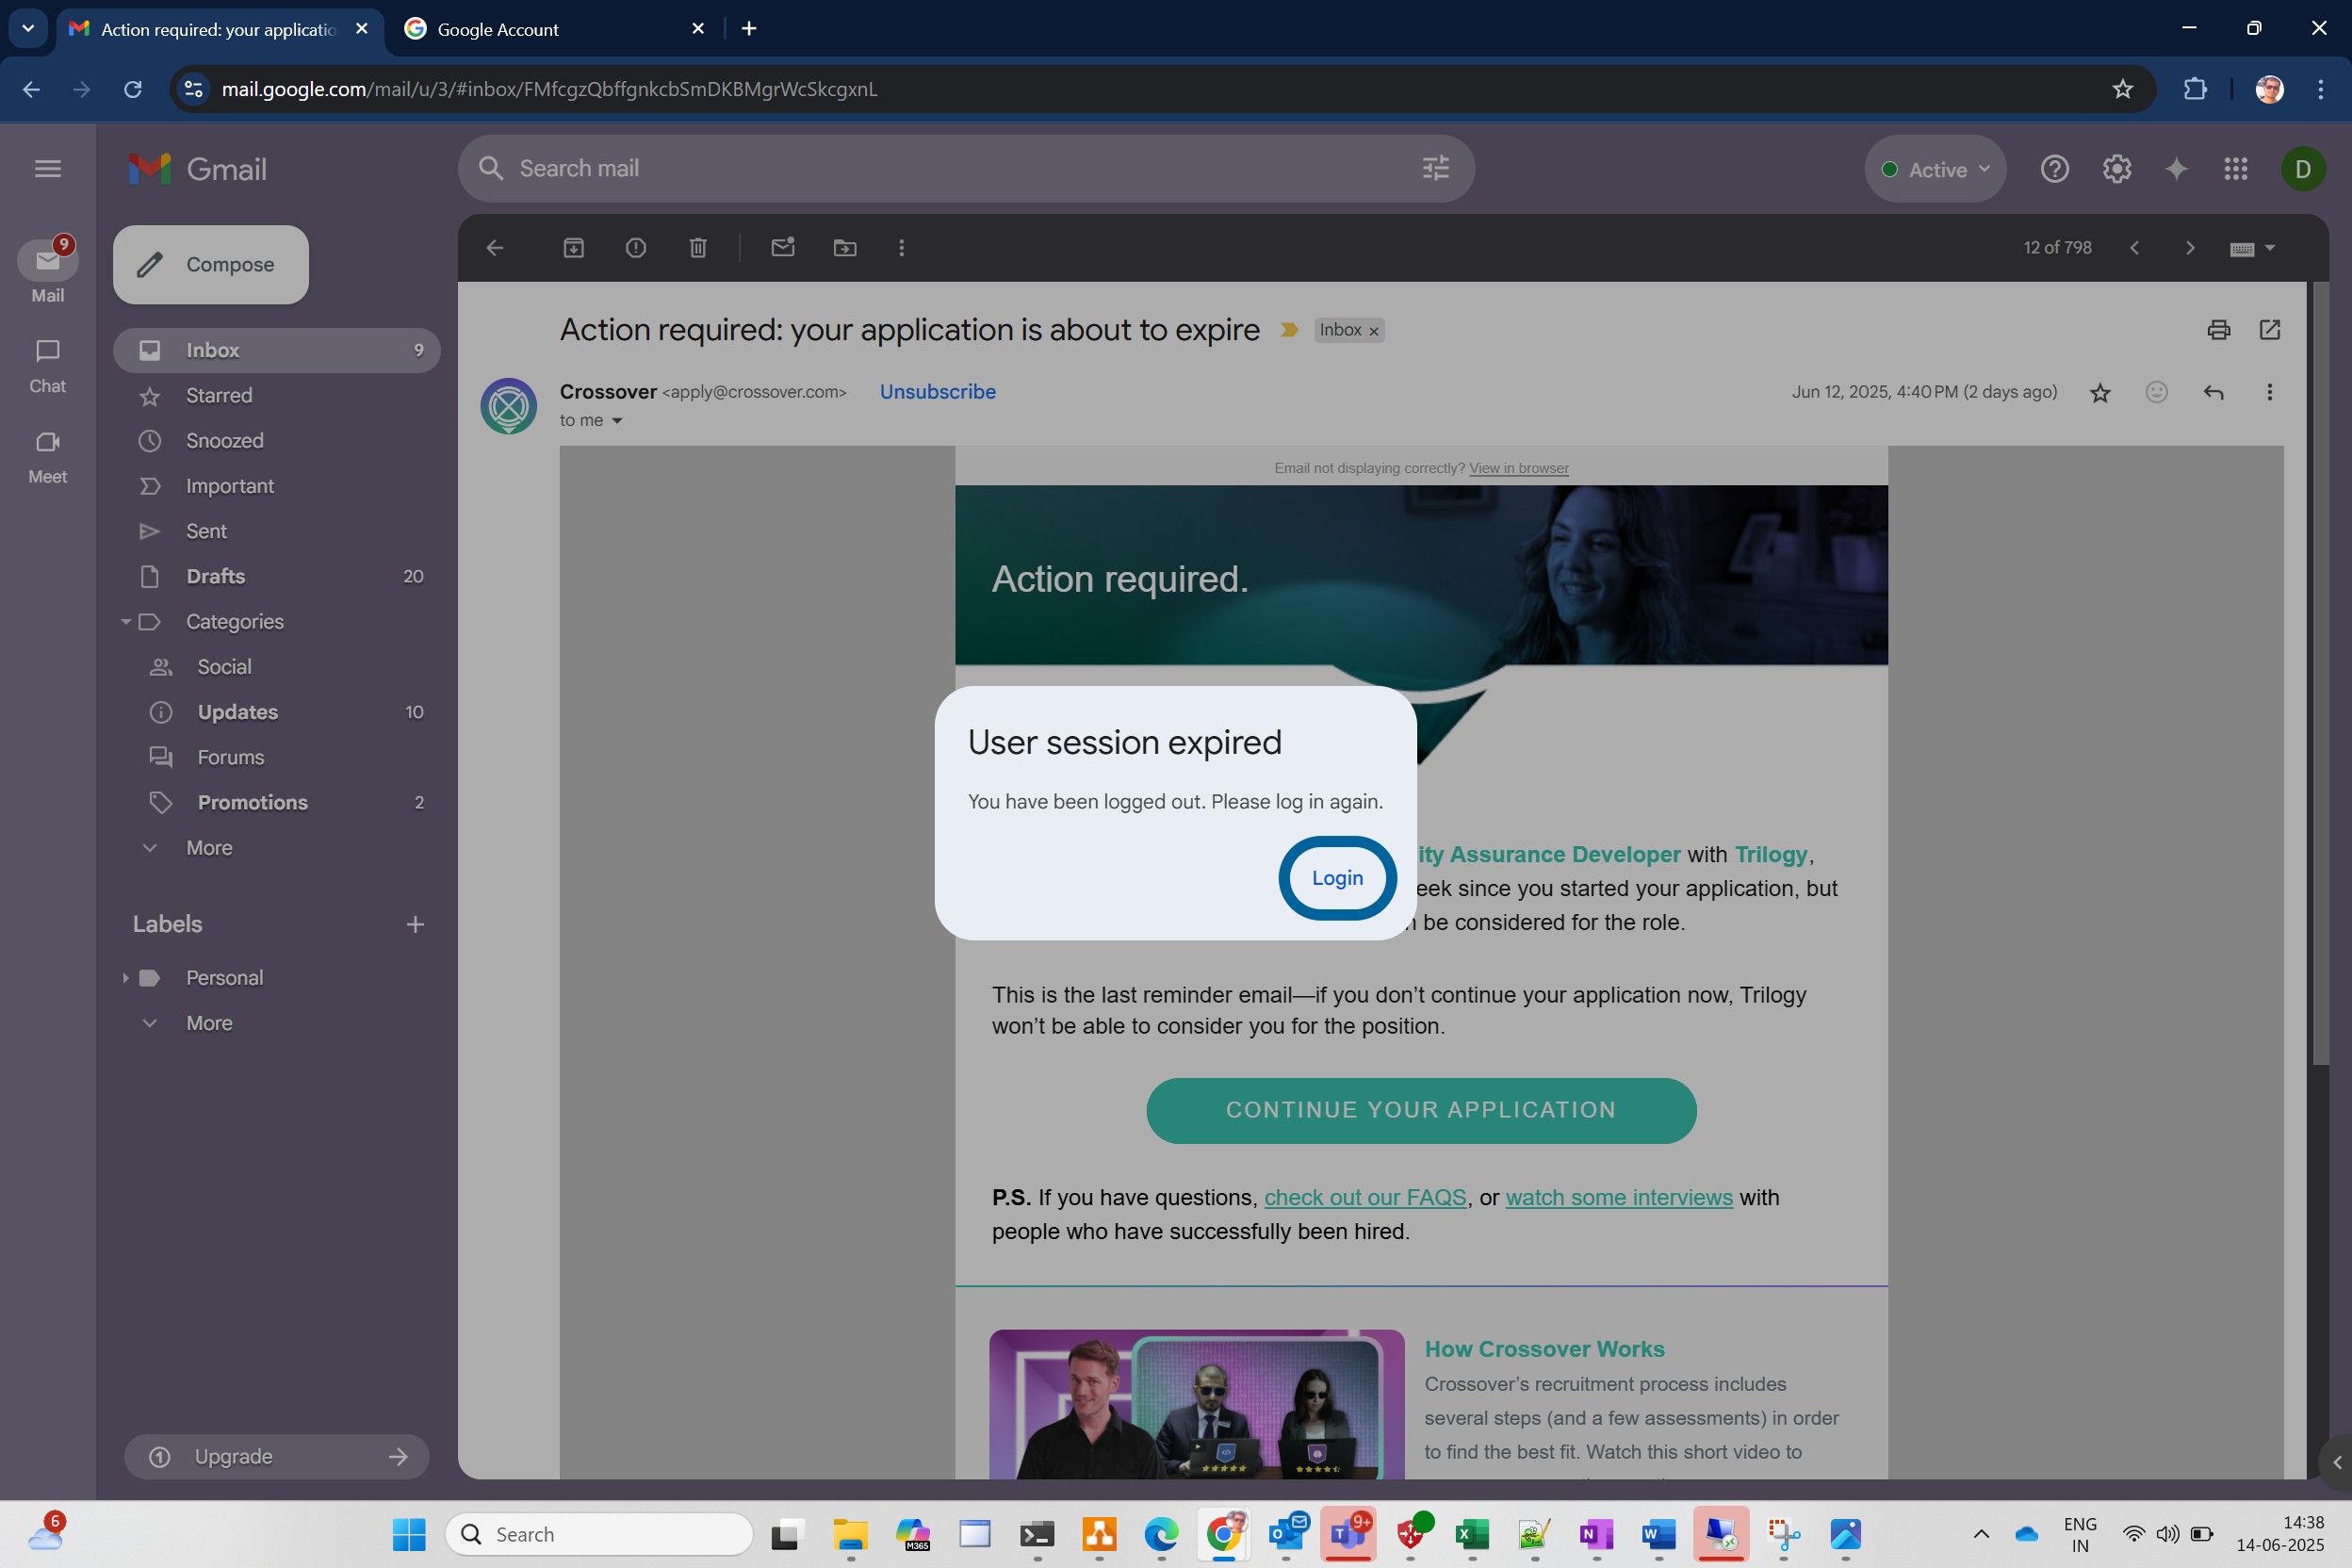 Action required: your applicatio
Google Account
mail.google.com/mail/u/3/#inbox/FMfcgzQbffgnkcbSmDKBMgrWcSkcgxnL
Gmail
Search mail
Active
D
9
Mail
Chat
Meet
Compose
Inbox 9
Starred
Snoozed
Important
Sent
Drafts 20
Categories
Social
Updates 10
Forums
Promotions 2
More
Labels
Personal
More
1 Upgrade
12 of 798
Action required: your application is about to expire
Inbox x
Crossover <apply@crossover.com> Unsubscribe
Jun 12, 2025, 4:40 PM (2 days ago)
to me
Email not displaying correctly? View in browser
Action required.
User session expired
You have been logged out. Please log in again.
Login
ity Assurance Developer with Trilogy,
eek since you started your application, but
be considered for the role.
This is the last reminder email—if you don’t continue your application now, Trilogy
won’t be able to consider you for the position.
CONTINUE YOUR APPLICATION
P.S. If you have questions, check out our FAQS, or watch some interviews with
people who have successfully been hired.
How Crossover Works
Crossover’s recruitment process includes
several steps (and a few assessments) in order
to find the best fit. Watch this short video to
6
Search
M365
9+
ENG
IN
14:38
14-06-2025